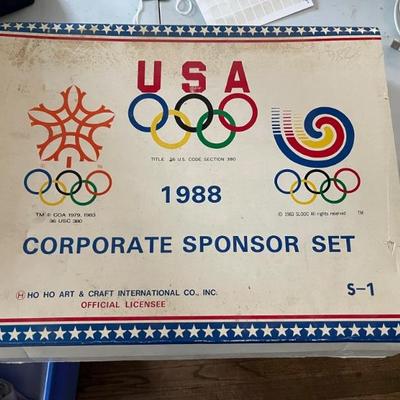 USA
TITLE 36 U.S. CODE SECTION 380
TM © COA 1979, 1983
36 USC 380
1988
© 1983 SLOOC All rights reserved TM
CORPORATE SPONSOR SET
H HO HO ART & CRAFT INTERNATIONAL CO., INC.
OFFICIAL LICENSEE
S-1